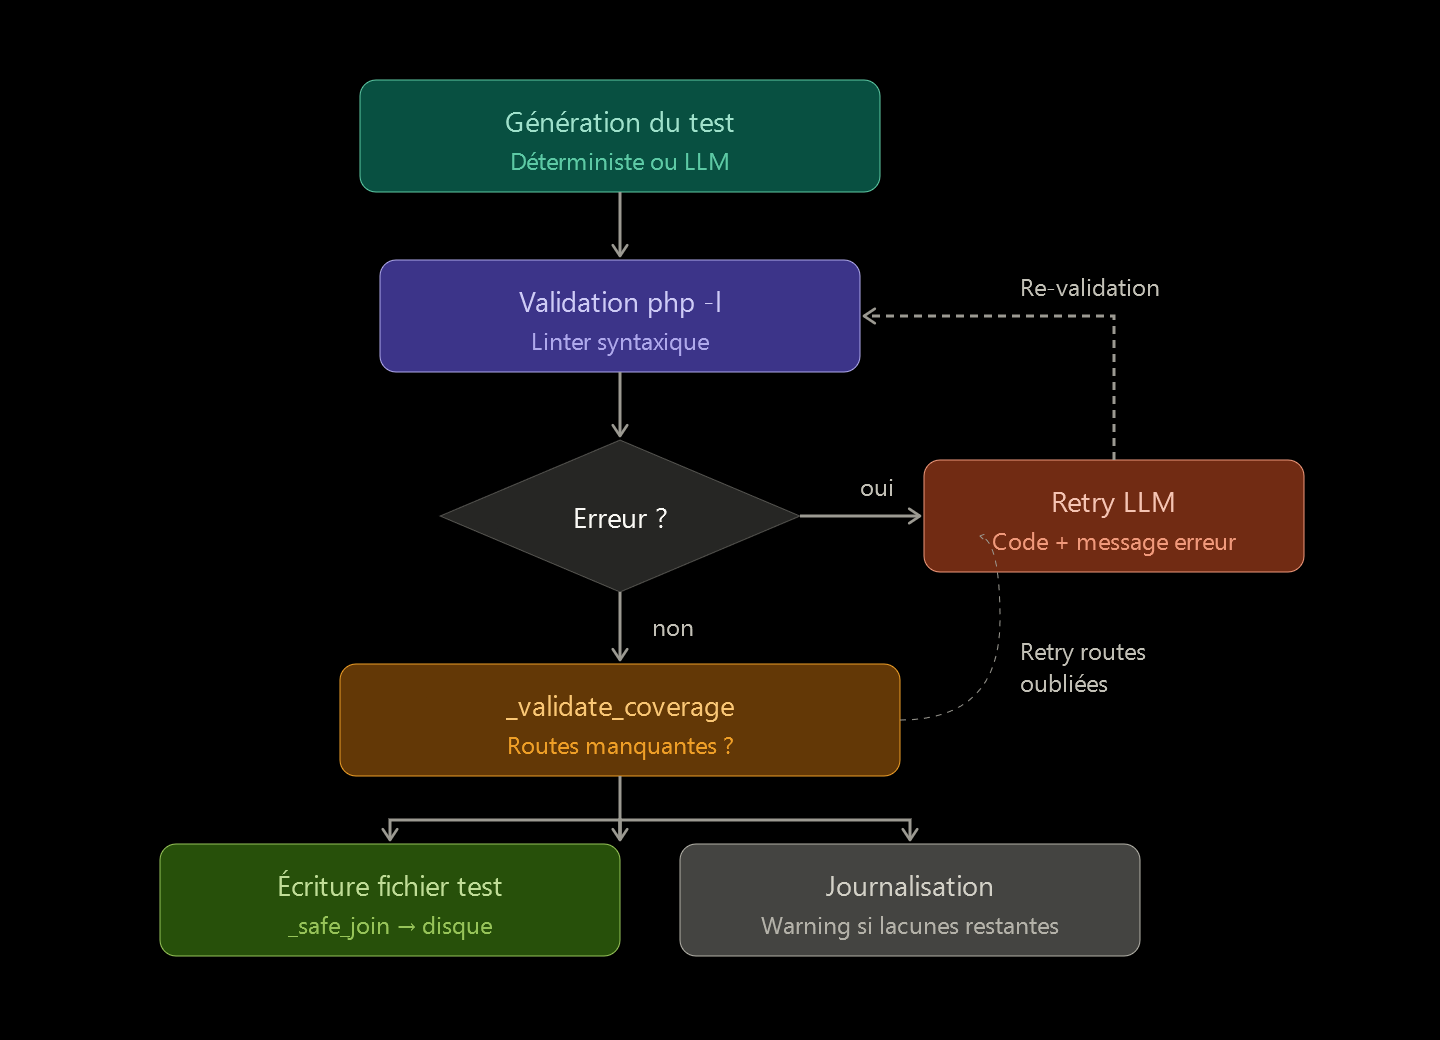 Génération du test
Déterministe ou LLM
Validation php -l
Linter syntaxique
Re-validation
Erreur ?
oui
Retry LLM
Code + message erreur
non
Retry routes
oubliées
_validate_coverage
Routes manquantes ?
Écriture fichier test
_safe_join → disque
Journalisation
Warning si lacunes restantes